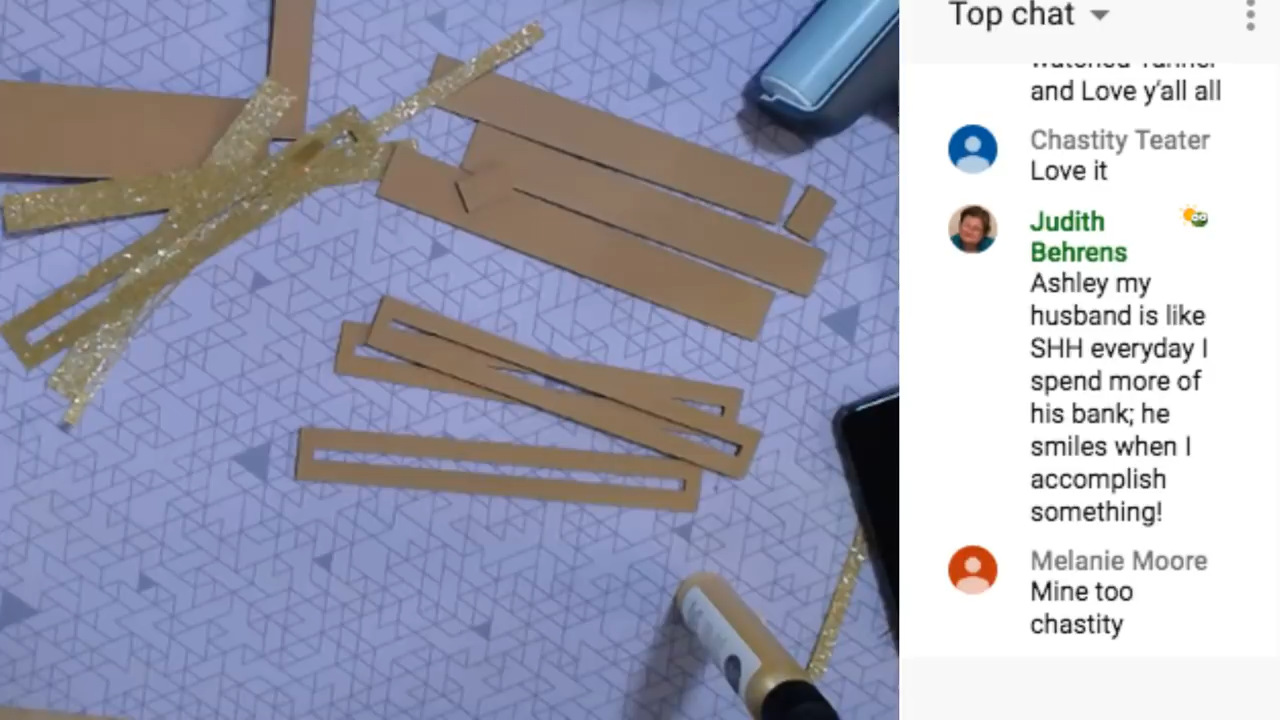 Top chat
and Love y'all all
Chastity Teater
Love it
Judith
Behrens
Ashley my
husband is like
SHH everyday I
spend more of
his bank; he
smiles when I
accomplish
something!
Melanie Moore
Mine too
chastity